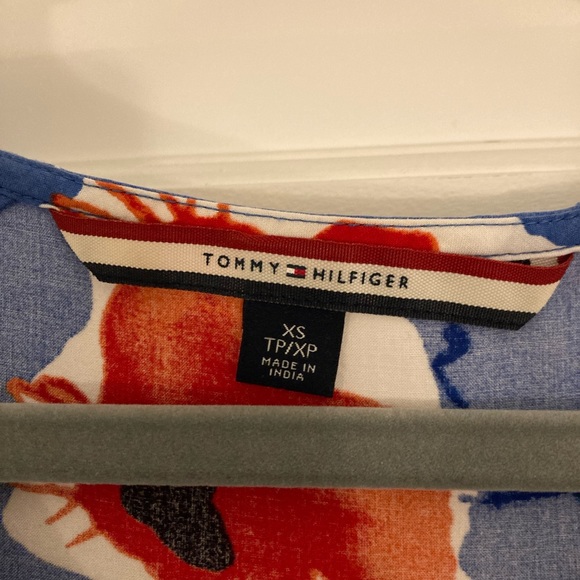 TOMMY HILFIGER
XS
TP/XP
MADE IN
INDIA